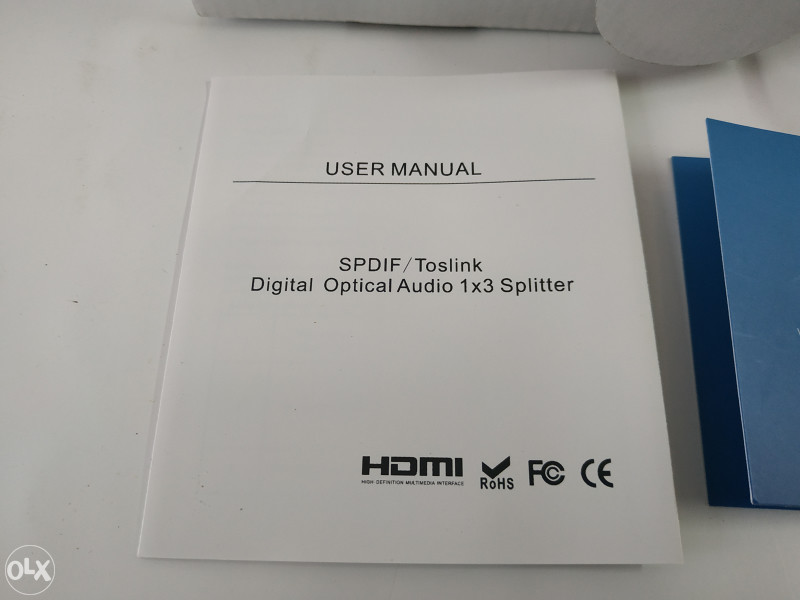 USER MANUAL
SPDIF/Toslink
Digital Optical Audio 1x3 Splitter
HDMI
HIGH DEFINITION MULTIMEDIA INTERFACE
RoHS
FC
CE
OLX